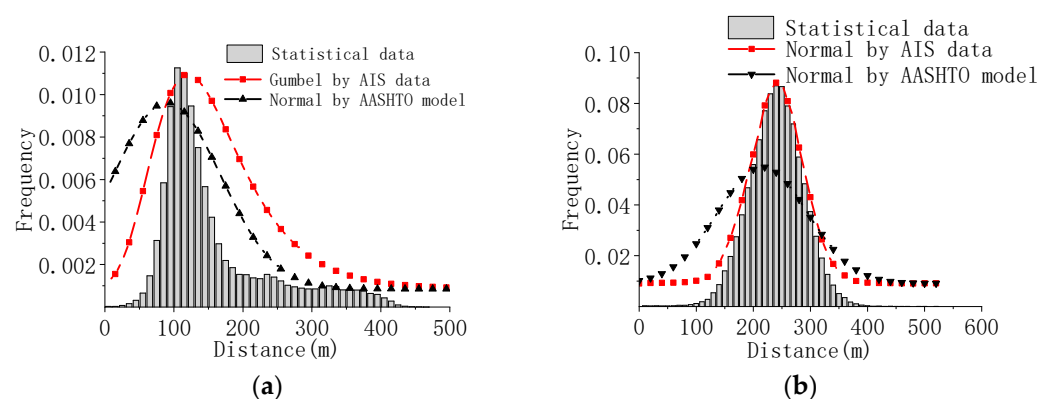 Statistical data
Gumbel by AIS data
Normal by AASHTO model
0.012
0.010
0.008
0.006
0.004
0.002
Frequency
0 100 200 300 400 500
Distance(m)
(a)
Statistical data
Normal by AIS data
Normal by AASHTO model
0.10
0.08
0.06
0.04
0.02
Frequency
0 100 200 300 400 500 600
Distance(m)
(b)